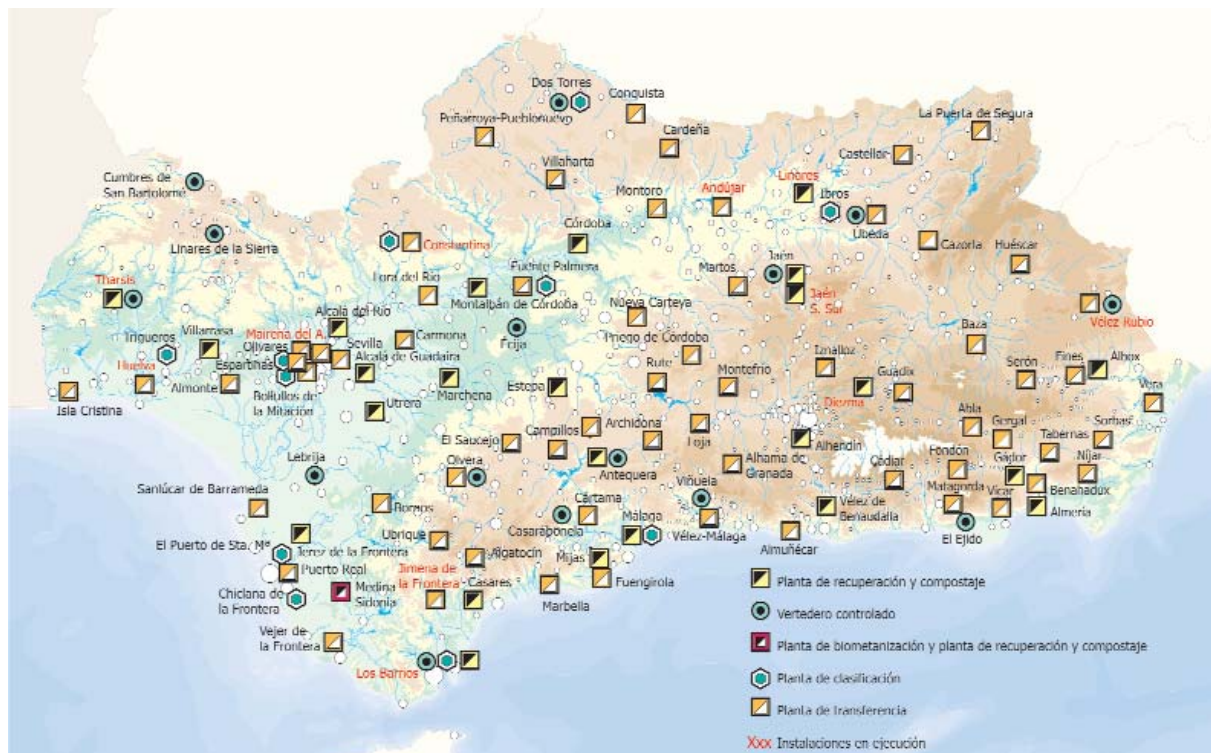 Dos Torres
Conquista
Peñarroya-Pueblonuevo
Cardeña
La Puerta de Segura
Castellar
Villaharta
Cumbres de
San Bartolomé
Linares
Ibros
Montoro
Andújar
Úbeda
Linares de la Sierra
Córdoba
Constantina
Cazorla
Huéscar
Jaén
Tharsis
Lora del Río
Fuente Palmera
Martos
Montalbán de Córdoba
Jaén
S. Sur
Nueva Carteya
Vélez Rubio
Alcalá del Río
Trigueros
Villarrasa
Mairena del A.
Écija
Baza
Olivares
Sevilla
Carmona
Priego de Córdoba
Huelva
Espartinas
Alcalá de Guadaira
Rute
Iznalloz
Serón
Fines
Albox
Almonte
Estepa
Montefrío
Guadix
Vera
Bollullos de
la Mitación
Marchena
Isla Cristina
Utrera
Diezma
Abla
Gergal
Sorbas
El Saucejo
Campillos
Archidona
Loja
Alhendín
Tabernas
Lebrija
Olvera
Antequera
Alhama de
Granada
Cádiar
Fondón
Gádor
Níjar
Viñuela
Sanlúcar de Barrameda
Matagorda
Vícar
Benahadux
Bornos
Cártama
Vélez de
Benaudalla
Casarabonela
Málaga
Vélez-Málaga
Almería
El Ejido
El Puerto de Sta. Mª
Jerez de la Frontera
Ubrique
Almuñécar
Puerto Real
Algatocín
Mijas
Jimena de
la Frontera
Casares
Fuengirola
Marbella
Chiclana de
la Frontera
Medina
Sidonia
Vejer de
la Frontera
Los Barrios
Planta de recuperación y compostaje
Vertedero controlado
Planta de biometanización y planta de recuperación y compostaje
Planta de clasificación
Planta de transferencia
Xxx Instalaciones en ejecución